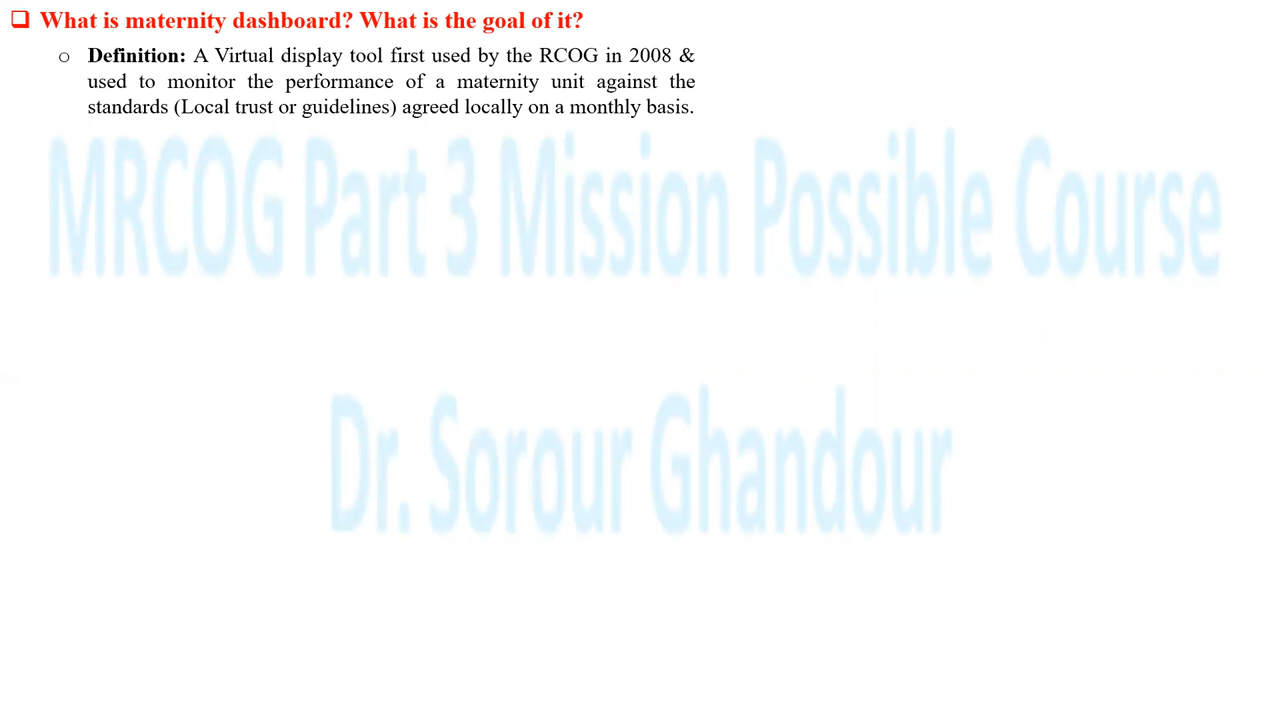 ❑ What is maternity dashboard? What is the goal of it?
o Definition: A Virtual display tool first used by the RCOG in 2008 &
used to monitor the performance of a maternity unit against the
standards (Local trust or guidelines) agreed locally on a monthly basis.
MRCOG Part 3 Mission Possible Course
Dr. Sorour Ghandour